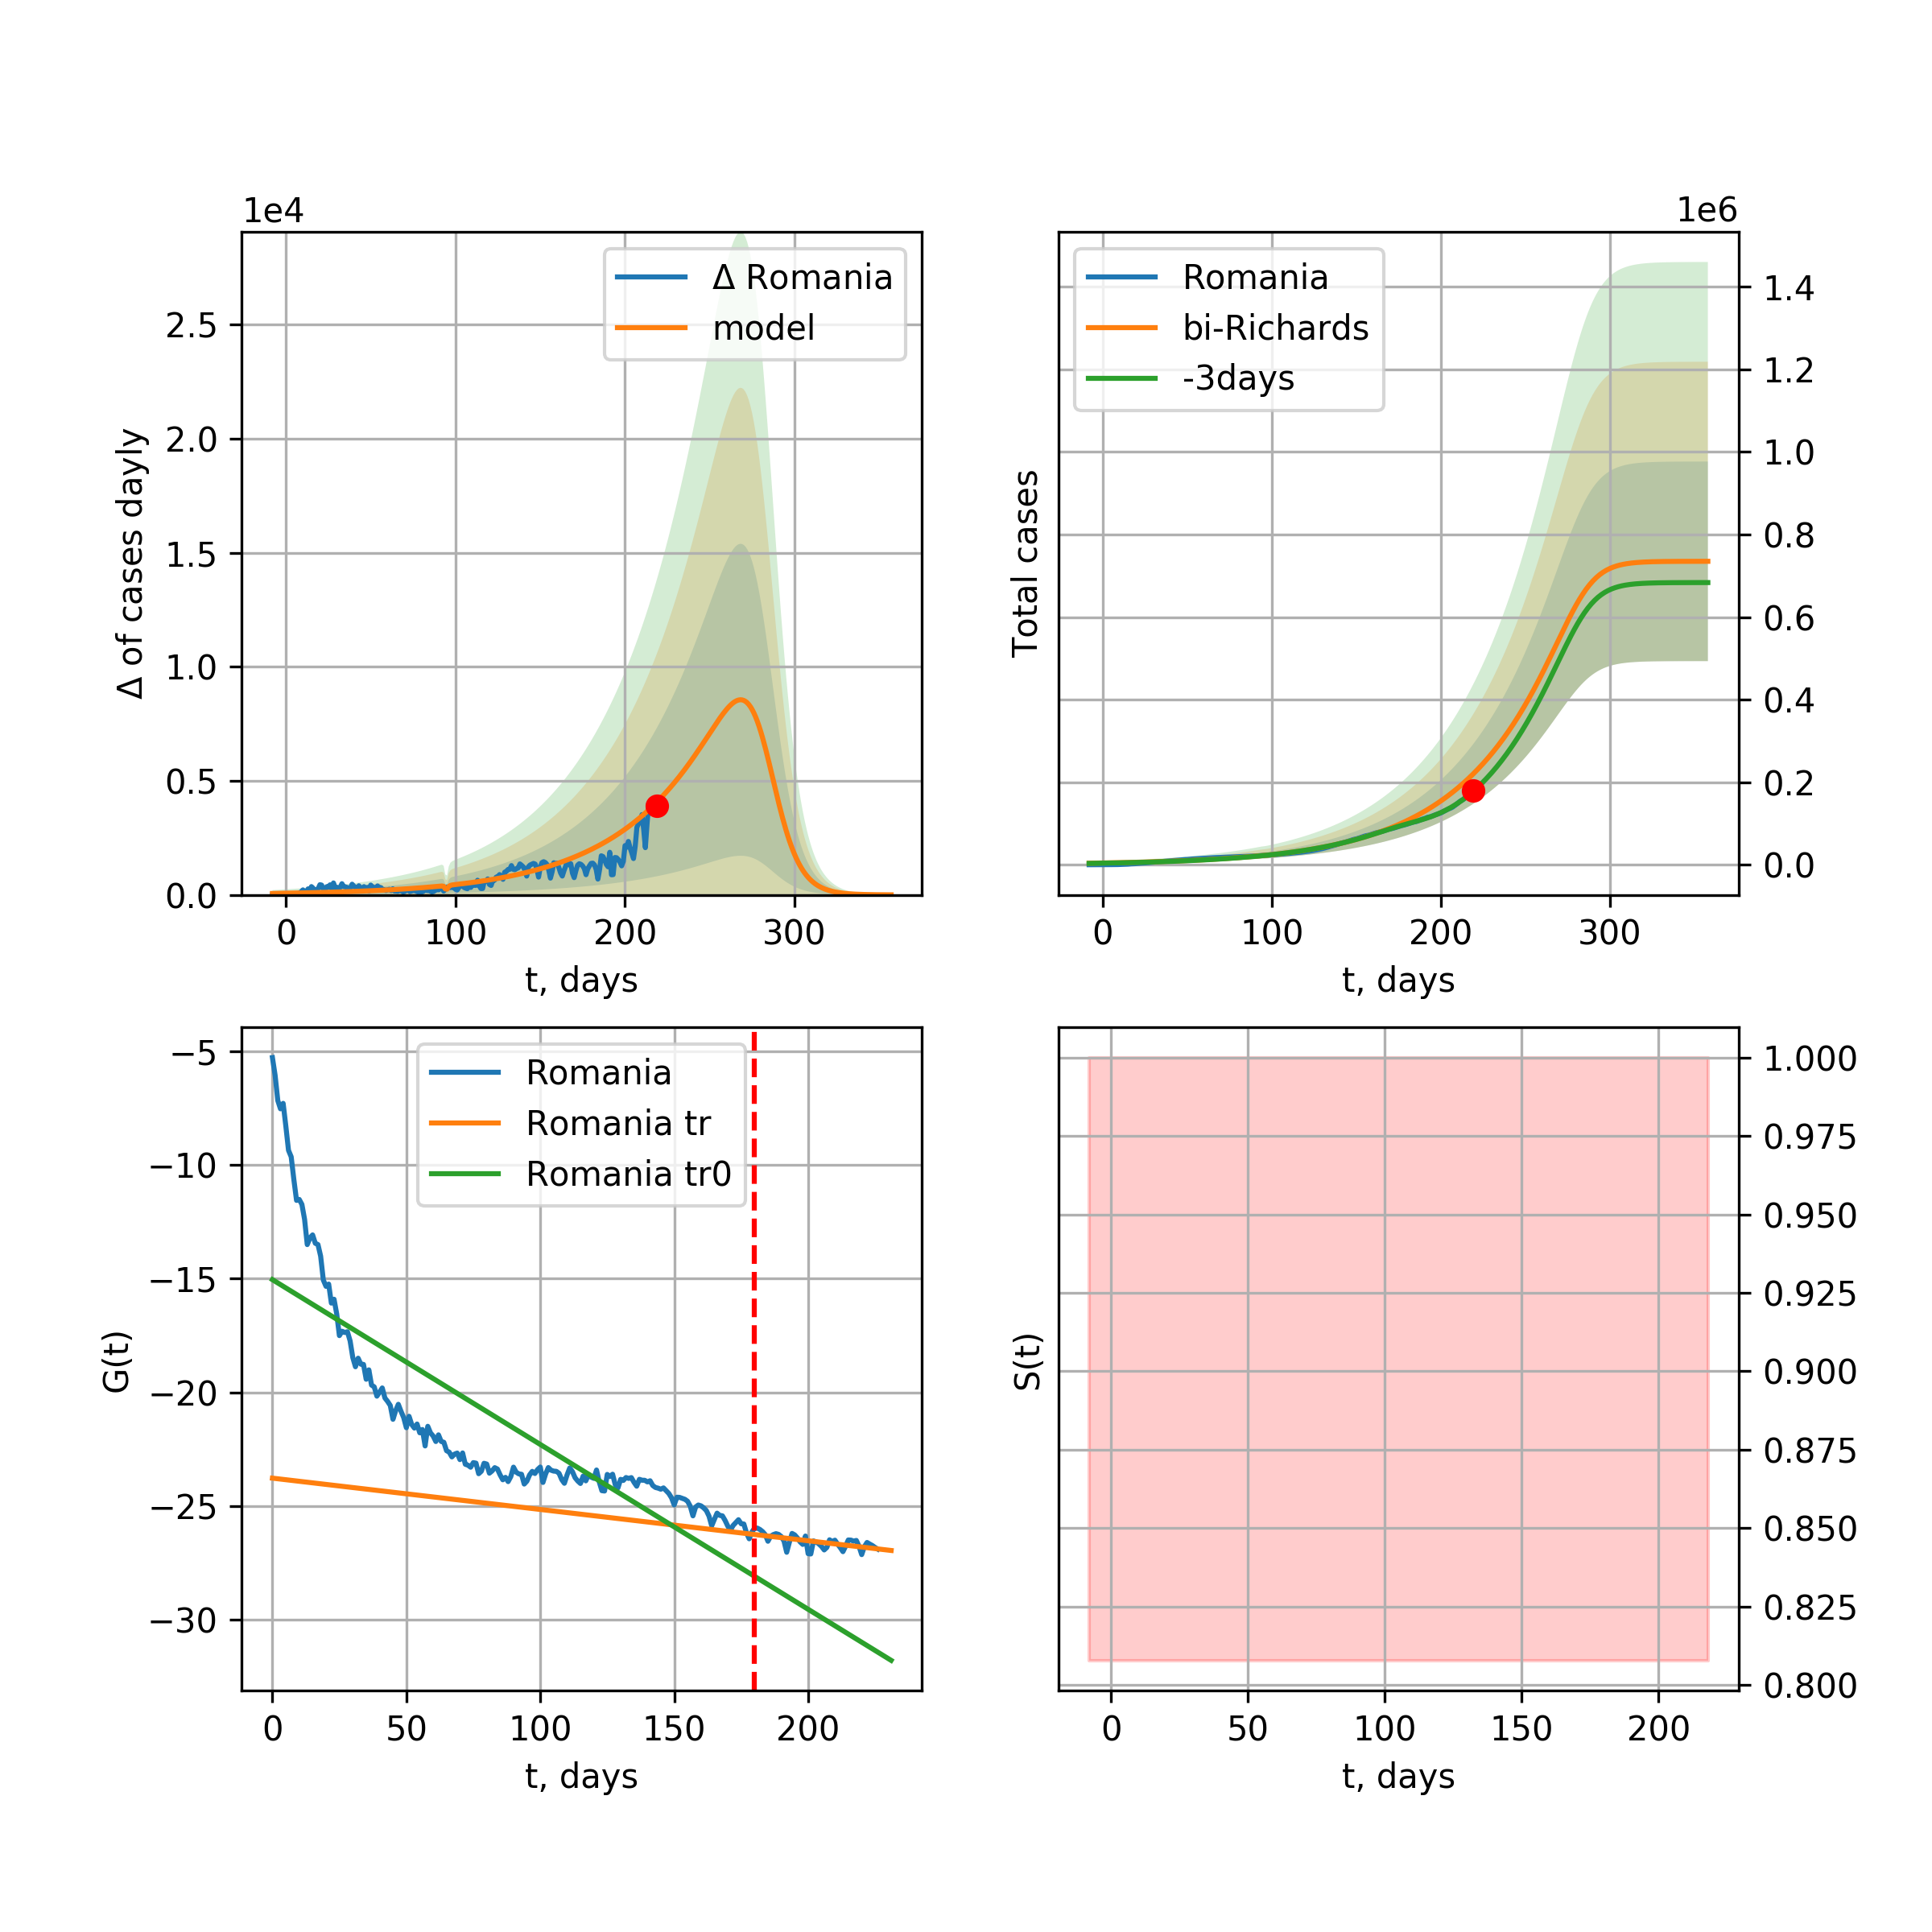 1e4
Δ Romania
model
Δ of cases dayly
2.5
2.0
1.5
1.0
0.5
0.0
0 100 200 300
t, days
1e6
Romania
bi-Richards
-3days
Total cases
1.4
1.2
1.0
0.8
0.6
0.4
0.2
0.0
0 100 200 300
t, days
Romania
Romania tr
Romania tr0
G(t)
−5
−10
−15
−20
−25
−30
0 50 100 150 200
t, days
S(t)
1.000
0.975
0.950
0.925
0.900
0.875
0.850
0.825
0.800
0 50 100 150 200
t, days